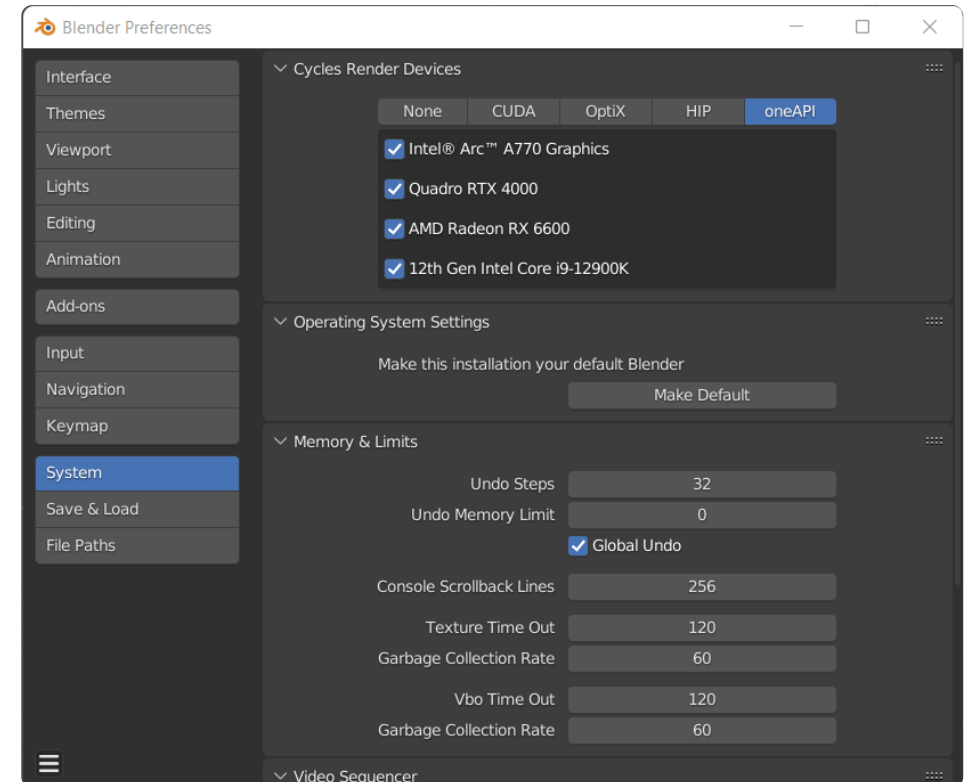 Blender Preferences
Interface
Themes
Viewport
Lights
Editing
Animation
Add-ons
Input
Navigation
Keymap
System
Save & Load
File Paths
Cycles Render Devices
None CUDA OptiX HIP oneAPI
Intel® Arc™ A770 Graphics
Quadro RTX 4000
AMD Radeon RX 6600
12th Gen Intel Core i9-12900K
Operating System Settings
Make this installation your default Blender
Make Default
Memory & Limits
Undo Steps 32
Undo Memory Limit 0
Global Undo
Console Scrollback Lines 256
Texture Time Out 120
Garbage Collection Rate 60
Vbo Time Out 120
Garbage Collection Rate 60
Video Sequencer